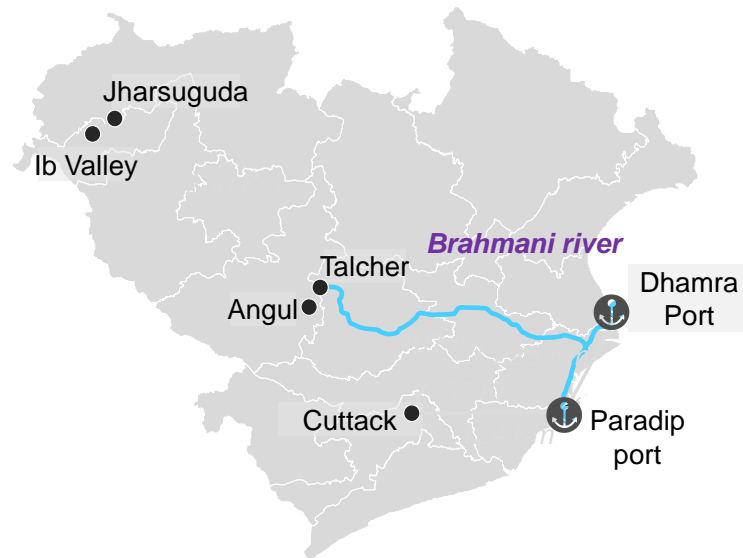 Jharsuguda
Ib Valley
Brahmani river
Talcher
Dhamra
Port
Angul
Cuttack
Paradip
port